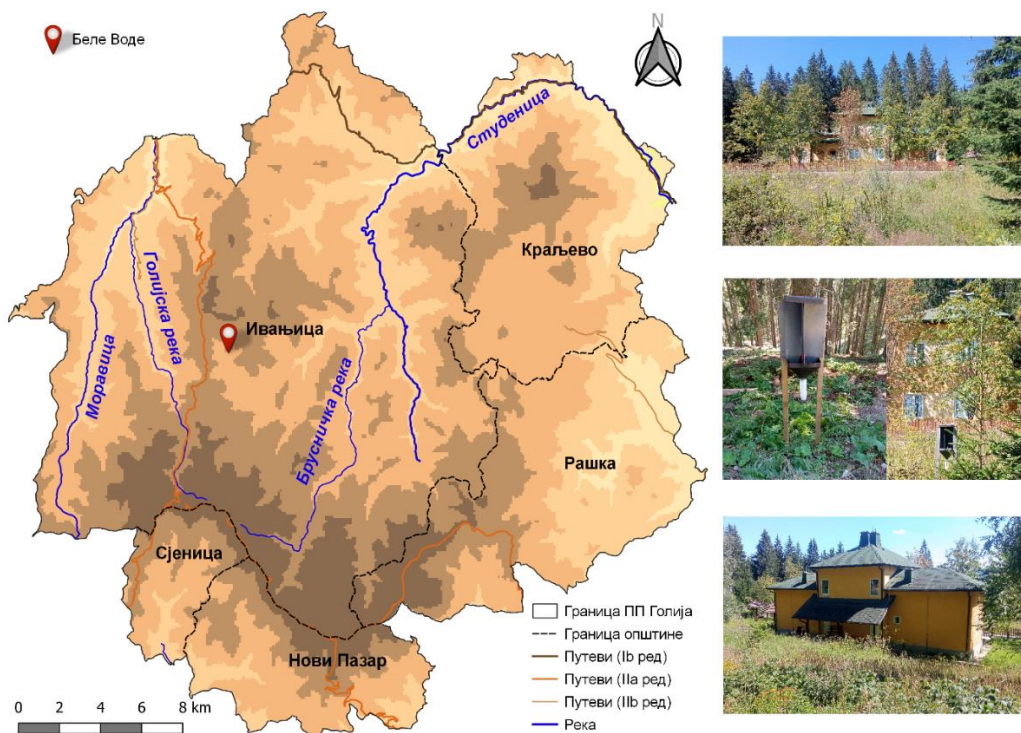 Беле Воде
N
Студеница
Краљево
Голијска река
Ивањица
Моравица
Брусничка река
Рашка
Сјеница
Нови Пазар
Граница ПП Голија
Граница општине
Путеви (Ib ред)
Путеви (IIa ред)
Путеви (IIb ред)
Река
0 2 4 6 8 km